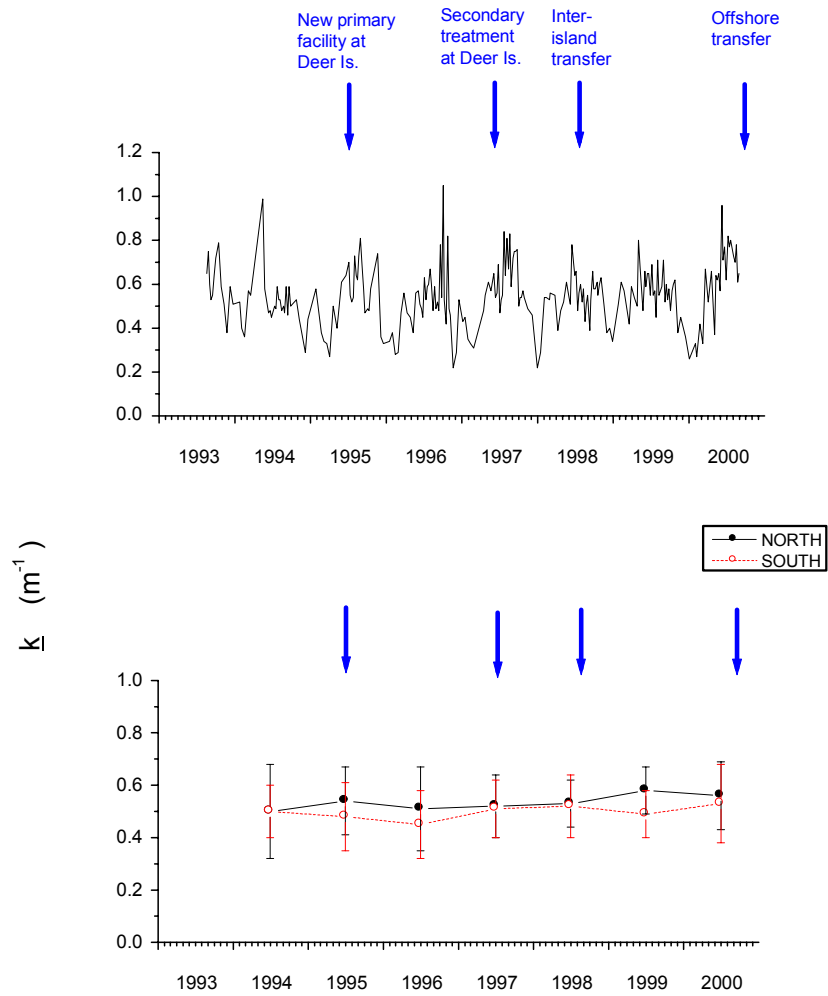 New primary
facility at
Deer Is.
Secondary
treatment
at Deer Is.
Inter-
island
transfer
Offshore
transfer
1.2
1.0
0.8
0.6
0.4
0.2
0.0
1993 1994 1995 1996 1997 1998 1999 2000
k (m-1)
NORTH
SOUTH
1.0
0.8
0.6
0.4
0.2
0.0
1993 1994 1995 1996 1997 1998 1999 2000